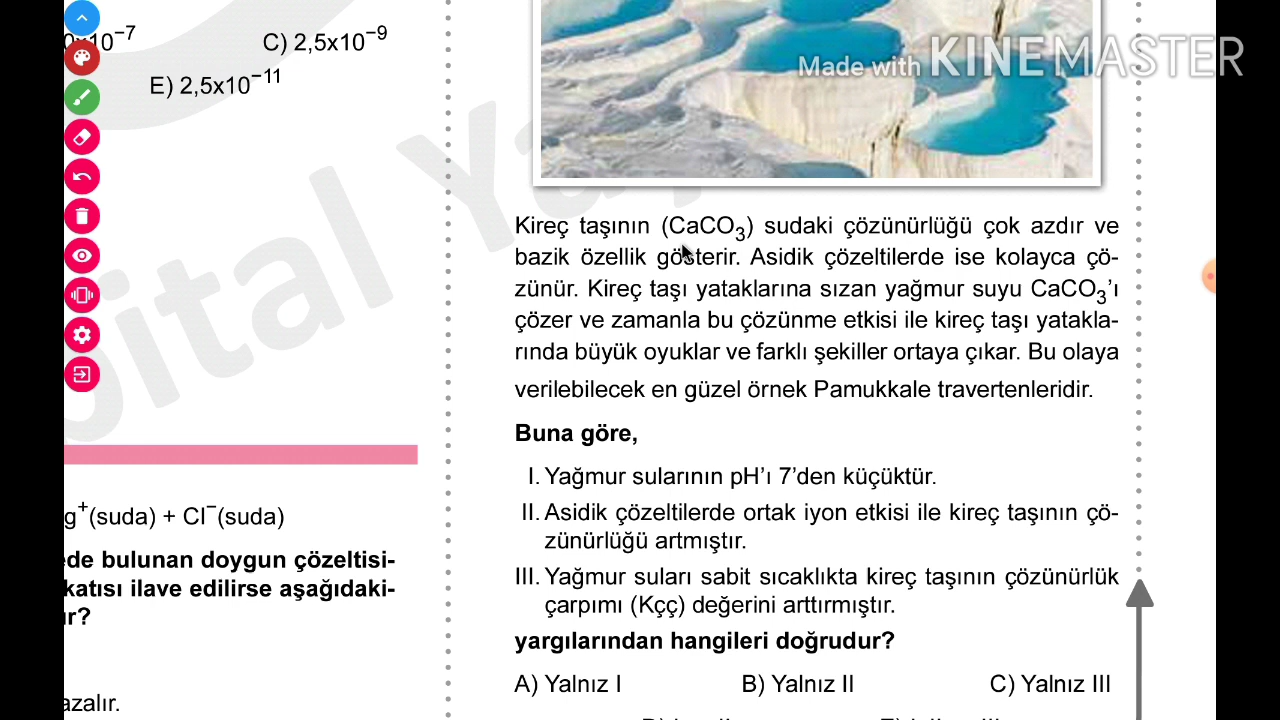 0x10⁻⁷
C) 2,5x10⁻⁹
E) 2,5x10⁻¹¹
Made with KINEMASTER
Kireç taşının (CaCO₃) sudaki çözünürlüğü çok azdır ve
bazik özellik gösterir. Asidik çözeltilerde ise kolayca çö-
zünür. Kireç taşı yataklarına sızan yağmur suyu CaCO₃'ı
çözer ve zamanla bu çözünme etkisi ile kireç taşı yatakla-
rında büyük oyuklar ve farklı şekiller ortaya çıkar. Bu olaya
verilebilecek en güzel örnek Pamukkale travertenleridir.
Buna göre,
I. Yağmur sularının pH'ı 7'den küçüktür.
II. Asidik çözeltilerde ortak iyon etkisi ile kireç taşının çö-
zünürlüğü artmıştır.
III. Yağmur suları sabit sıcaklıkta kireç taşının çözünürlük
çarpımı (Kçç) değerini arttırmıştır.
yargılarından hangileri doğrudur?
A) Yalnız I
B) Yalnız II
C) Yalnız III
g⁺(suda) + Cl⁻(suda)
ede bulunan doygun çözeltisi-
katısı ilave edilirse aşağıdaki-
ır?
azalır.